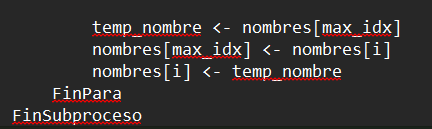 temp_nombre <- nombres[max_idx]
nombres[max_idx] <- nombres[i]
nombres[i] <- temp_nombre
FinPara
FinSubproceso